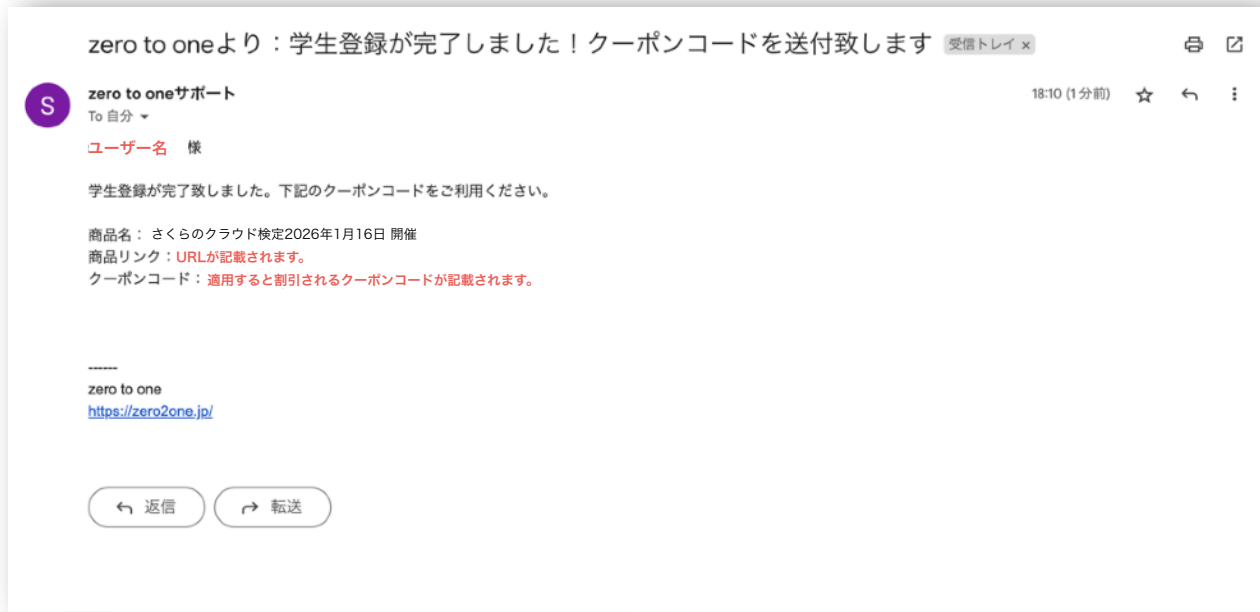 zero to oneより：学生登録が完了しました！クーポンコードを送付致します 受信トレイ ×
S
zero to oneサポート
18:10 (1 分前)
To 自分
ユーザー名 様
学生登録が完了致しました。下記のクーポンコードをご利用ください。
商品名： さくらのクラウド検定2026年1月16日 開催
商品リンク：URLが記載されます。
クーポンコード： 適用すると割引されるクーポンコードが記載されます。
------
zero to one
https://zero2one.jp/
返信 転送